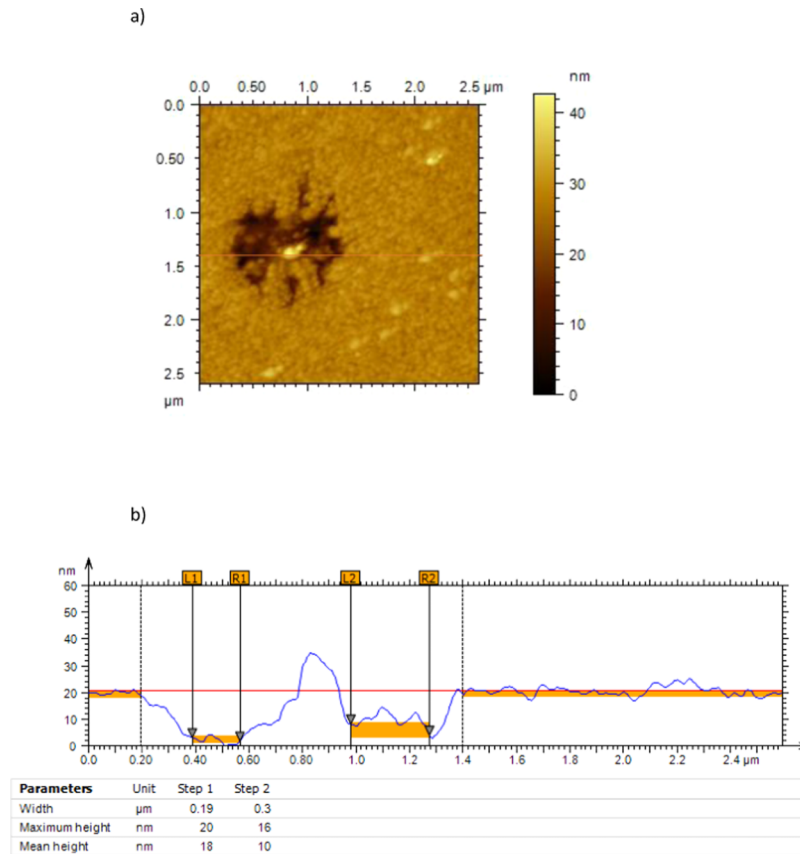 a)
nm
0.0 0.50 1.0 1.5 2.0 2.5 µm
0.0
0.50
1.0
1.5
2.0
2.5
µm
40
30
20
10
0
b)
L1 R1 L2 R2
nm
60
50
40
30
20
10
0
0.0 0.20 0.40 0.60 0.80 1.0 1.2 1.4 1.6 1.8 2.0 2.2 2.4 µm
Parameters Unit Step 1 Step 2
Width µm 0.19 0.3
Maximum height nm 20 16
Mean height nm 18 10